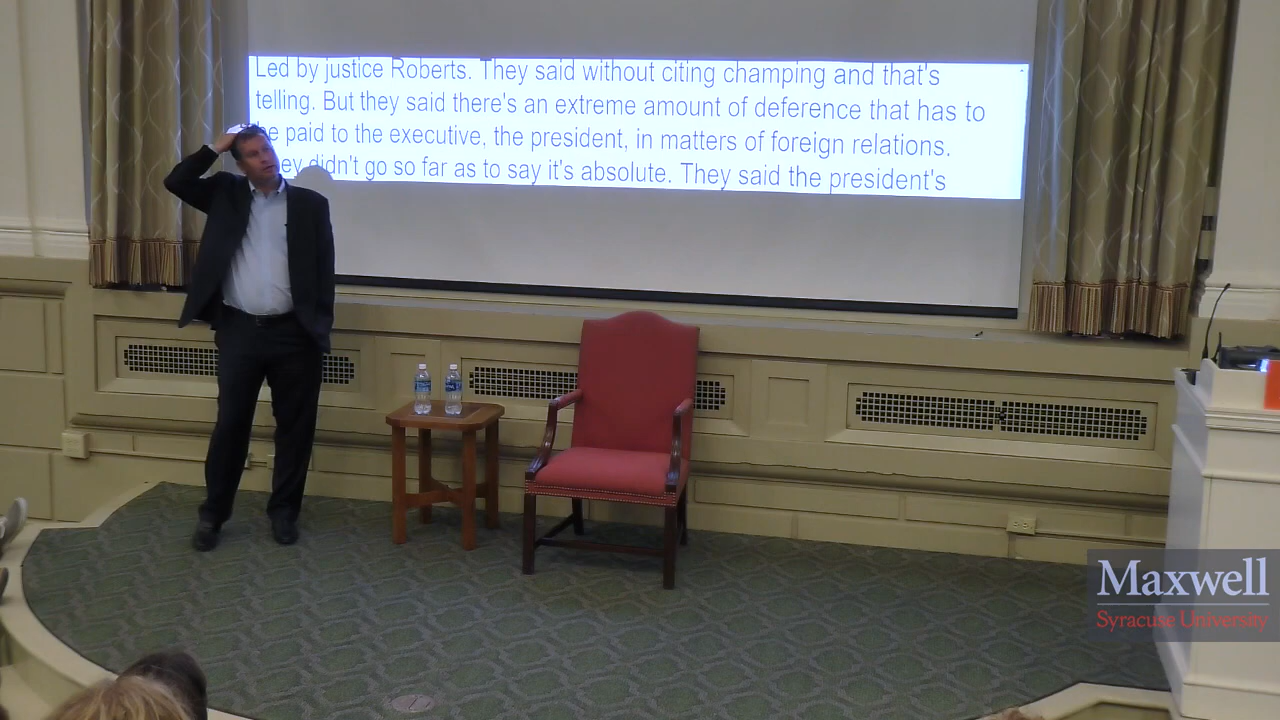 Led by justice Roberts. They said without citing champing and that's
telling. But they said there's an extreme amount of deference that has to
be paid to the executive, the president, in matters of foreign relations.
They didn't go so far as to say it's absolute. They said the president's
Maxwell
Syracuse University